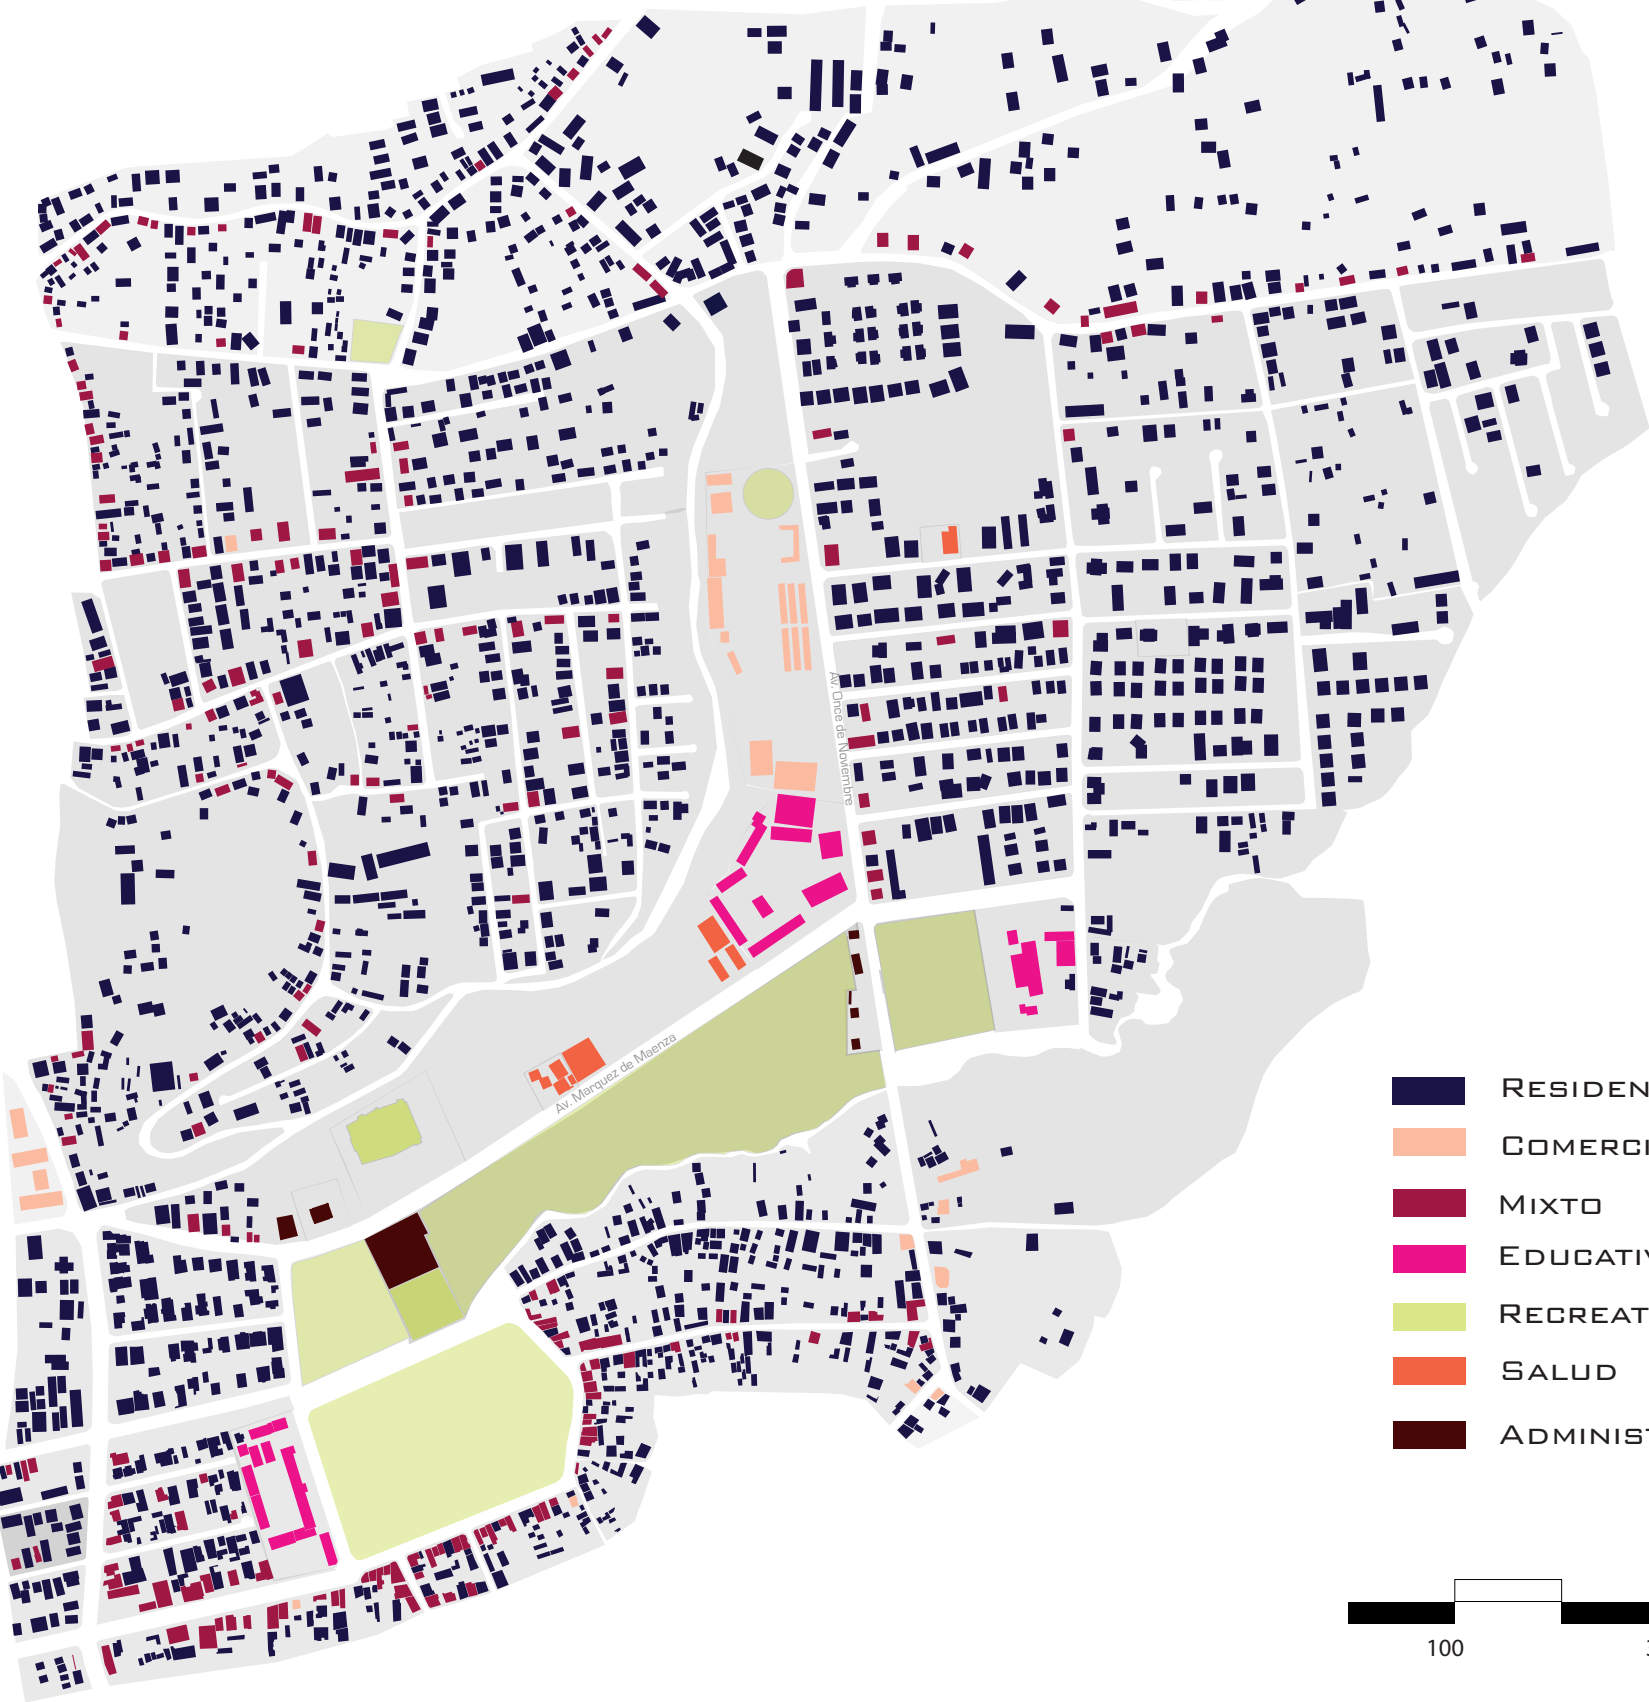 Av. Once de Noviembre
Av. Marquez de Maenza
RESIDEN
COMERCI
MIXTO
EDUCATI
RECREAT
SALUD
ADMINIS
100